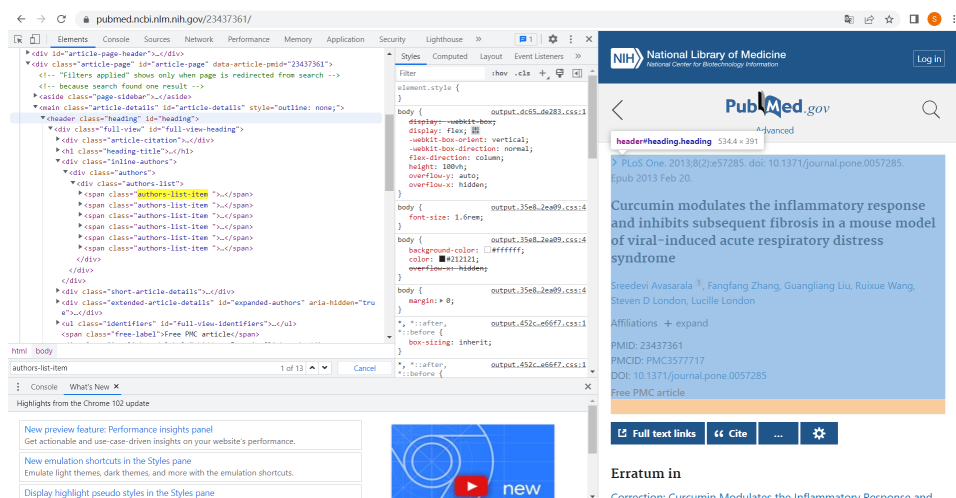 pubmed.ncbi.nlm.nih.gov/23437361/
Elements Console Sources Network Performance Memory Application Security Lighthouse » 1
<div id="article-page-header">…</div>
<div class="article-page" id="article-page" data-article-pmid="23437361">
<!-- "Filters applied" shows only when page is redirected from search -->
<!-- because search found one result -->
<aside class="page-sidebar">…</aside>
<main class="article-details" id="article-details" style="outline: none;">
<header class="heading" id="heading">
<div class="full-view" id="full-view-heading">
<div class="article-citation">…</div>
<h1 class="heading-title">…</h1>
<div class="inline-authors">
<div class="authors">
<div class="authors-list">
<span class="authors-list-item ">…</span>
<span class="authors-list-item ">…</span>
<span class="authors-list-item ">…</span>
<span class="authors-list-item ">…</span>
<span class="authors-list-item ">…</span>
<span class="authors-list-item ">…</span>
</div>
</div>
</div>
<div class="short-article-details">…</div>
<div class="extended-article-details" id="expanded-authors" aria-hidden="tru
e">…</div>
<ul class="identifiers" id="full-view-identifiers">…</ul>
<span class="free-label">Free PMC article</span>
html body
authors-list-item 1 of 13 Cancel
Styles Computed Layout Event Listeners »
Filter :hov .cls +
element.style {
}
body { output.dc65…de283.css:1
display: -webkit-box;
display: flex;
-webkit-box-orient: vertical;
-webkit-box-direction: normal;
flex-direction: column;
height: 100vh;
overflow-y: auto;
overflow-x: hidden;
}
body { output.35e8…2ea09.css:4
font-size: 1.6rem;
}
body { output.35e8…2ea09.css:4
background-color: #ffffff;
color: #212121;
overflow-x: hidden;
}
body { output.35e8…2ea09.css:4
margin: 0;
}
*, *::after, output.452c…e66f7.css:1
*::before {
box-sizing: inherit;
}
*, *::after, output.452c…e66f7.css:1
*::before {
Console What's New ×
Highlights from the Chrome 102 update
New preview feature: Performance insights panel
Get actionable and use-case-driven insights on your website's performance.
New emulation shortcuts in the Styles pane
Emulate light themes, dark themes, and more with the emulation shortcuts.
Display highlight pseudo styles in the Styles pane
new
S
NIH National Library of Medicine
National Center for Biotechnology Information
Log in
PubMed.gov
Advanced
header#heading.heading 534.4 × 391
> PLoS One. 2013;8(2):e57285. doi: 10.1371/journal.pone.0057285.
Epub 2013 Feb 20.
Curcumin modulates the inflammatory response
and inhibits subsequent fibrosis in a mouse model
of viral-induced acute respiratory distress
syndrome
Sreedevi Avasarala 1, Fangfang Zhang, Guangliang Liu, Ruixue Wang,
Steven D London, Lucille London
Affiliations + expand
PMID: 23437361
PMCID: PMC3577717
DOI: 10.1371/journal.pone.0057285
Free PMC article
Full text links Cite ...
Erratum in
Correction: Curcumin Modulates the Inflammatory Response and